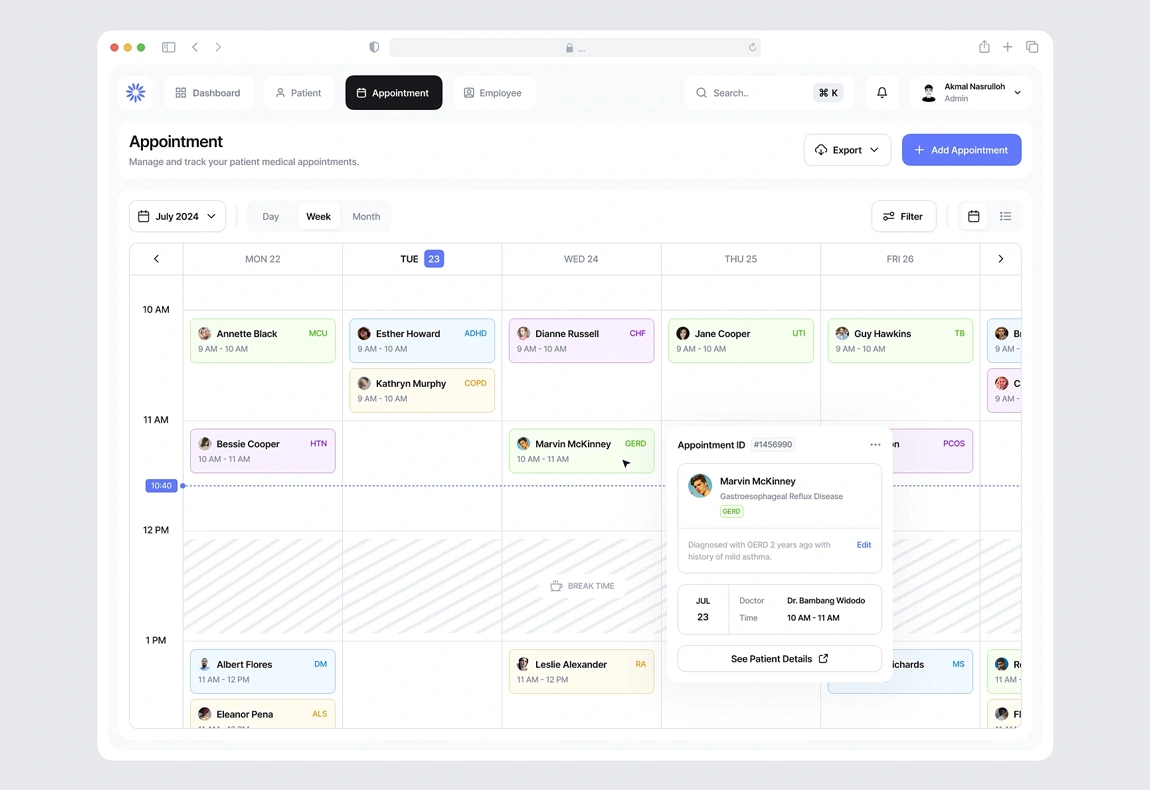 ...
Dashboard
Patient
Appointment
Employee
Search..
⌘ K
Akmal Nasrulloh
Admin
Appointment
Manage and track your patient medical appointments.
Export
+ Add Appointment
July 2024
Day
Week
Month
Filter
MON 22
TUE 23
WED 24
THU 25
FRI 26
10 AM
Annette Black MCU
9 AM - 10 AM
Esther Howard ADHD
9 AM - 10 AM
Dianne Russell CHF
9 AM - 10 AM
Jane Cooper UTI
9 AM - 10 AM
Guy Hawkins TB
9 AM - 10 AM
9 AM -
Kathryn Murphy COPD
9 AM - 10 AM
C
9 AM -
11 AM
Bessie Cooper HTN
10 AM - 11 AM
Marvin McKinney GERD
10 AM - 11 AM
n PCOS
10:40
12 PM
BREAK TIME
Appointment ID #1456990
Marvin McKinney
Gastroesophageal Reflux Disease
GERD
Diagnosed with GERD 2 years ago with
history of mild asthma.
Edit
JUL
23
Doctor Dr. Bambang Widodo
Time 10 AM - 11 AM
See Patient Details
1 PM
Albert Flores DM
11 AM - 12 PM
Leslie Alexander RA
11 AM - 12 PM
ichards MS
11 AM -
Eleanor Pena ALS
Fl